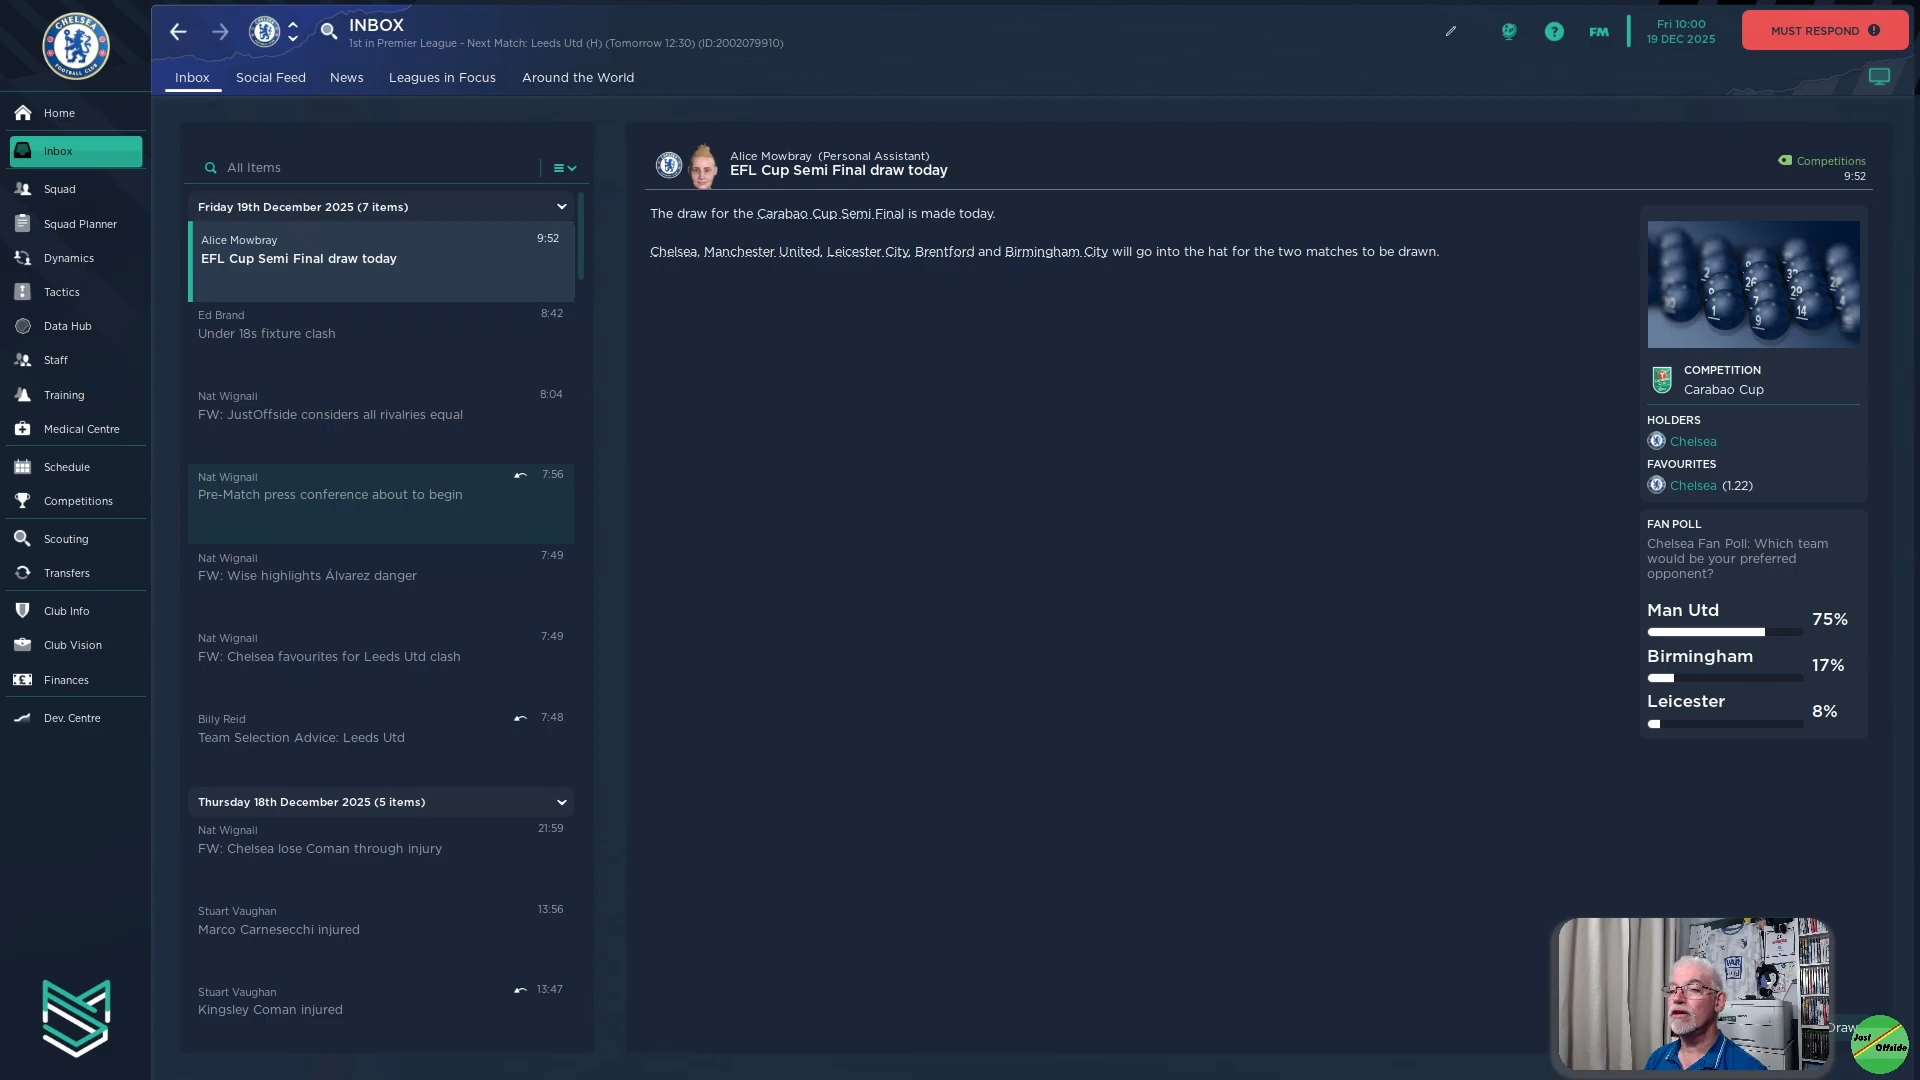 CHELSEA
FOOTBALL CLUB
INBOX
1st in Premier League - Next Match: Leeds Utd (H) (Tomorrow 12:30) (ID:2002079910)
FM
Fri 10:00
19 DEC 2025
MUST RESPOND
Inbox
Social Feed
News
Leagues in Focus
Around the World
Home
Inbox
Squad
Squad Planner
Dynamics
Tactics
Data Hub
Staff
Training
Medical Centre
Schedule
Competitions
Scouting
Transfers
Club Info
Club Vision
Finances
Dev. Centre
All Items
Friday 19th December 2025 (7 items)
Alice Mowbray 9:52
EFL Cup Semi Final draw today
Ed Brand 8:42
Under 18s fixture clash
Nat Wignall 8:04
FW: JustOffside considers all rivalries equal
Nat Wignall 7:56
Pre-Match press conference about to begin
Nat Wignall 7:49
FW: Wise highlights Álvarez danger
Nat Wignall 7:49
FW: Chelsea favourites for Leeds Utd clash
Billy Reid 7:48
Team Selection Advice: Leeds Utd
Thursday 18th December 2025 (5 items)
Nat Wignall 21:59
FW: Chelsea lose Coman through injury
Stuart Vaughan 13:56
Marco Carnesecchi injured
Stuart Vaughan 13:47
Kingsley Coman injured
Alice Mowbray (Personal Assistant)
EFL Cup Semi Final draw today
Competitions
9:52
The draw for the Carabao Cup Semi Final is made today.
Chelsea, Manchester United, Leicester City, Brentford and Birmingham City will go into the hat for the two matches to be drawn.
COMPETITION
Carabao Cup
HOLDERS
Chelsea
FAVOURITES
Chelsea (1.22)
FAN POLL
Chelsea Fan Poll: Which team
would be your preferred
opponent?
Man Utd 75%
Birmingham 17%
Leicester 8%
Draw
Just
Offside